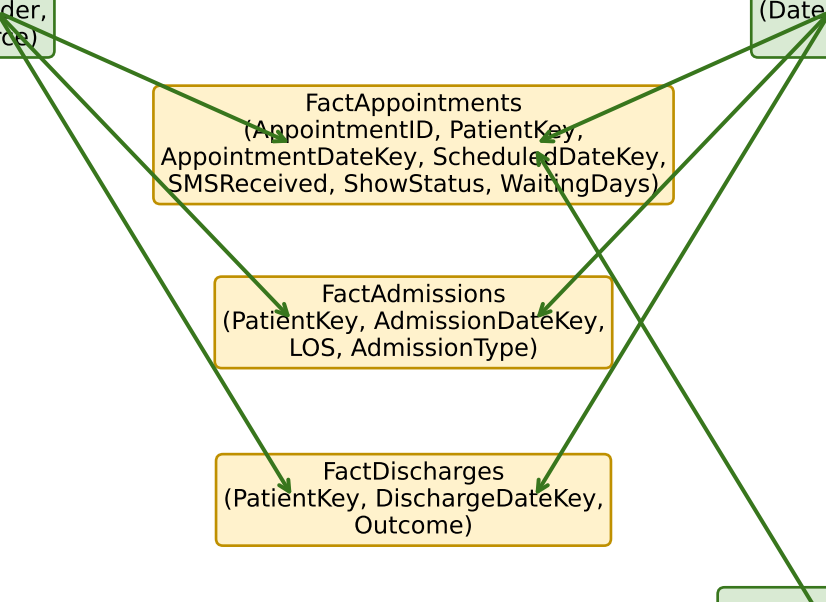 der,
rce)
(Date
FactAppointments
(AppointmentID, PatientKey,
AppointmentDateKey, ScheduledDateKey,
SMSReceived, ShowStatus, WaitingDays)
FactAdmissions
(PatientKey, AdmissionDateKey,
LOS, AdmissionType)
FactDischarges
(PatientKey, DischargeDateKey,
Outcome)